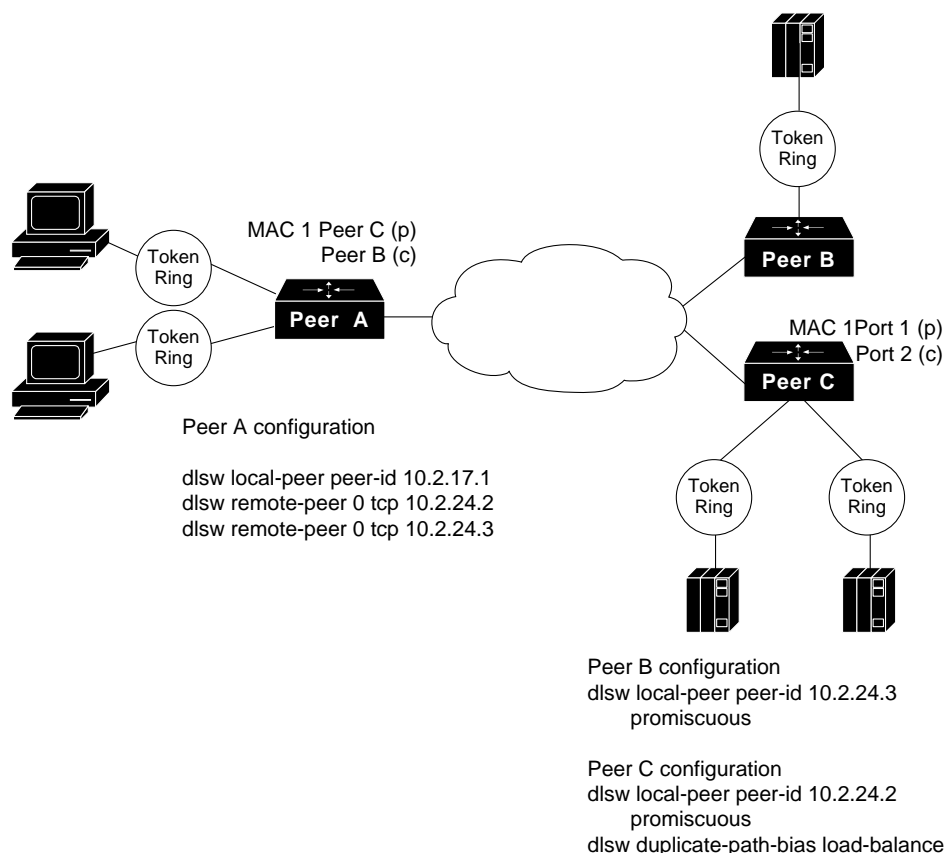 Token
Ring
MAC 1 Peer C (p)
Peer B (c)
Token
Ring
Peer A
Token
Ring
Peer B
MAC 1Port 1 (p)
Port 2 (c)
Peer C
Peer A configuration
dlsw local-peer peer-id 10.2.17.1
dlsw remote-peer 0 tcp 10.2.24.2
dlsw remote-peer 0 tcp 10.2.24.3
Token
Ring
Token
Ring
Peer B configuration
dlsw local-peer peer-id 10.2.24.3
promiscuous
Peer C configuration
dlsw local-peer peer-id 10.2.24.2
promiscuous
dlsw duplicate-path-bias load-balance